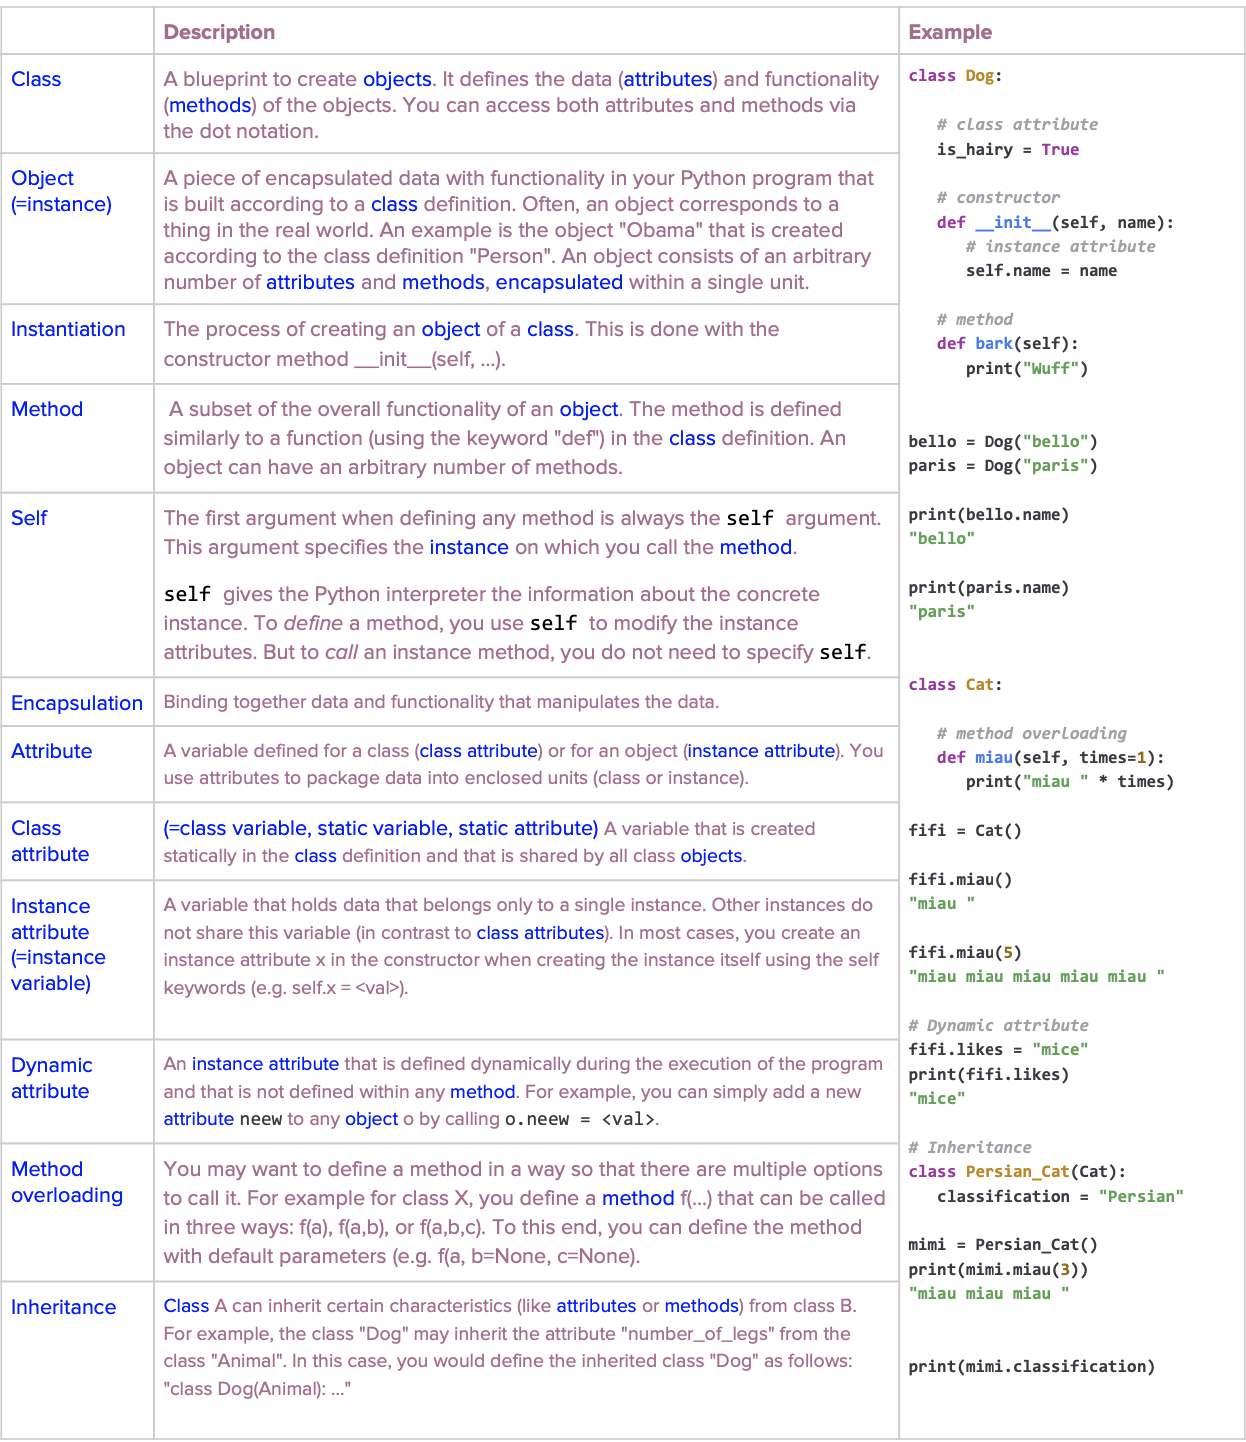 Description
Example
Class
A blueprint to create objects. It defines the data (attributes) and functionality
(methods) of the objects. You can access both attributes and methods via
the dot notation.
Object
(=instance)
A piece of encapsulated data with functionality in your Python program that
is built according to a class definition. Often, an object corresponds to a
thing in the real world. An example is the object "Obama" that is created
according to the class definition "Person". An object consists of an arbitrary
number of attributes and methods, encapsulated within a single unit.
Instantiation
The process of creating an object of a class. This is done with the
constructor method __init__(self, ...).
Method
A subset of the overall functionality of an object. The method is defined
similarly to a function (using the keyword "def") in the class definition. An
object can have an arbitrary number of methods.
Self
The first argument when defining any method is always the self argument.
This argument specifies the instance on which you call the method.
self gives the Python interpreter the information about the concrete
instance. To define a method, you use self to modify the instance
attributes. But to call an instance method, you do not need to specify self.
Encapsulation
Binding together data and functionality that manipulates the data.
Attribute
A variable defined for a class (class attribute) or for an object (instance attribute). You
use attributes to package data into enclosed units (class or instance).
Class
attribute
(=class variable, static variable, static attribute) A variable that is created
statically in the class definition and that is shared by all class objects.
Instance
attribute
(=instance
variable)
A variable that holds data that belongs only to a single instance. Other instances do
not share this variable (in contrast to class attributes). In most cases, you create an
instance attribute x in the constructor when creating the instance itself using the self
keywords (e.g. self.x = <val>).
Dynamic
attribute
An instance attribute that is defined dynamically during the execution of the program
and that is not defined within any method. For example, you can simply add a new
attribute neew to any object o by calling o.neew = <val>.
Method
overloading
You may want to define a method in a way so that there are multiple options
to call it. For example for class X, you define a method f(...) that can be called
in three ways: f(a), f(a,b), or f(a,b,c). To this end, you can define the method
with default parameters (e.g. f(a, b=None, c=None).
Inheritance
Class A can inherit certain characteristics (like attributes or methods) from class B.
For example, the class "Dog" may inherit the attribute "number_of_legs" from the
class "Animal". In this case, you would define the inherited class "Dog" as follows:
"class Dog(Animal): ..."
class Dog:
# class attribute
is_hairy = True
# constructor
def __init__(self, name):
# instance attribute
self.name = name
# method
def bark(self):
print("Wuff")
bello = Dog("bello")
paris = Dog("paris")
print(bello.name)
"bello"
print(paris.name)
"paris"
class Cat:
# method overloading
def miau(self, times=1):
print("miau " * times)
fifi = Cat()
fifi.miau()
"miau "
fifi.miau(5)
"miau miau miau miau miau "
# Dynamic attribute
fifi.likes = "mice"
print(fifi.likes)
"mice"
# Inheritance
class Persian_Cat(Cat):
classification = "Persian"
mimi = Persian_Cat()
print(mimi.miau(3))
"miau miau miau "
print(mimi.classification)